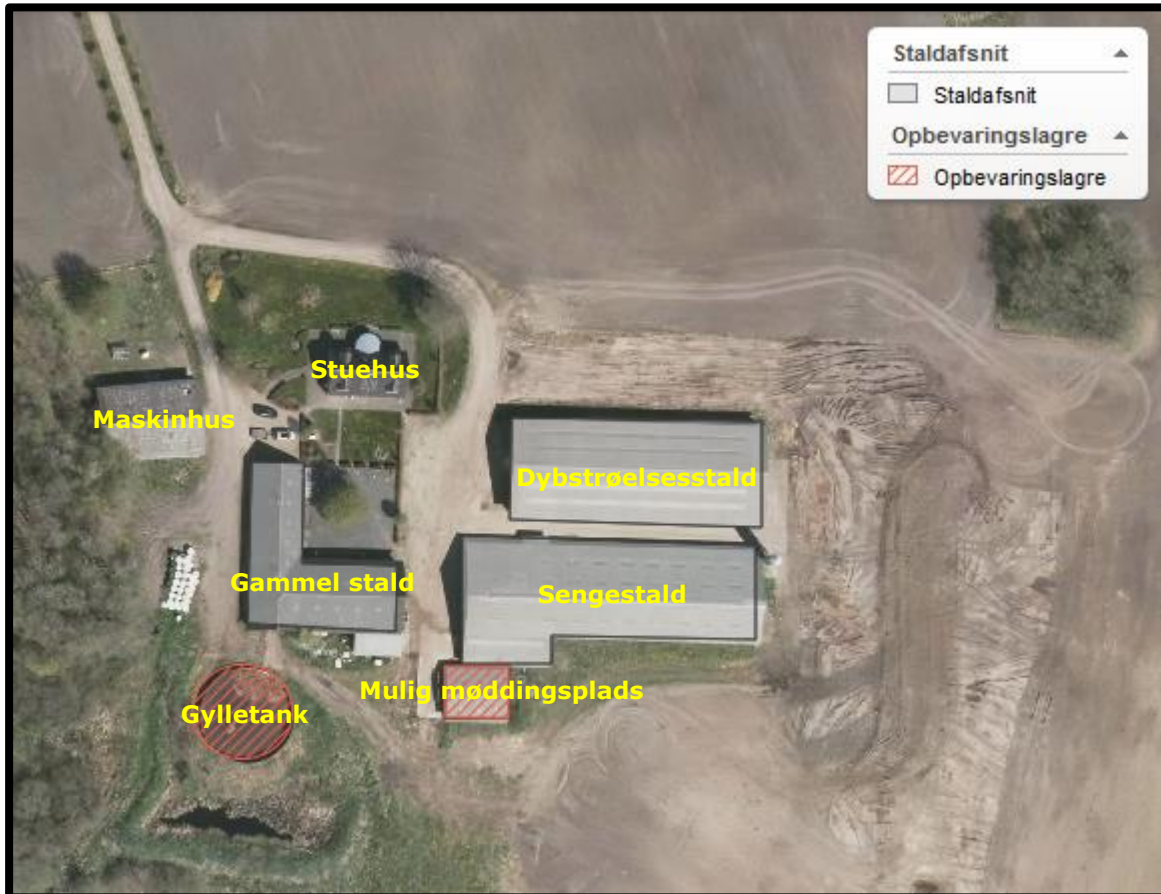 Staldafsnit
Staldafsnit
Opbevaringslagre
Opbevaringslagre
Stuehus
Maskinhus
Dybstrøelsesstald
Gammel stald
Sengestald
Mulig møddingsplads
Gylletank